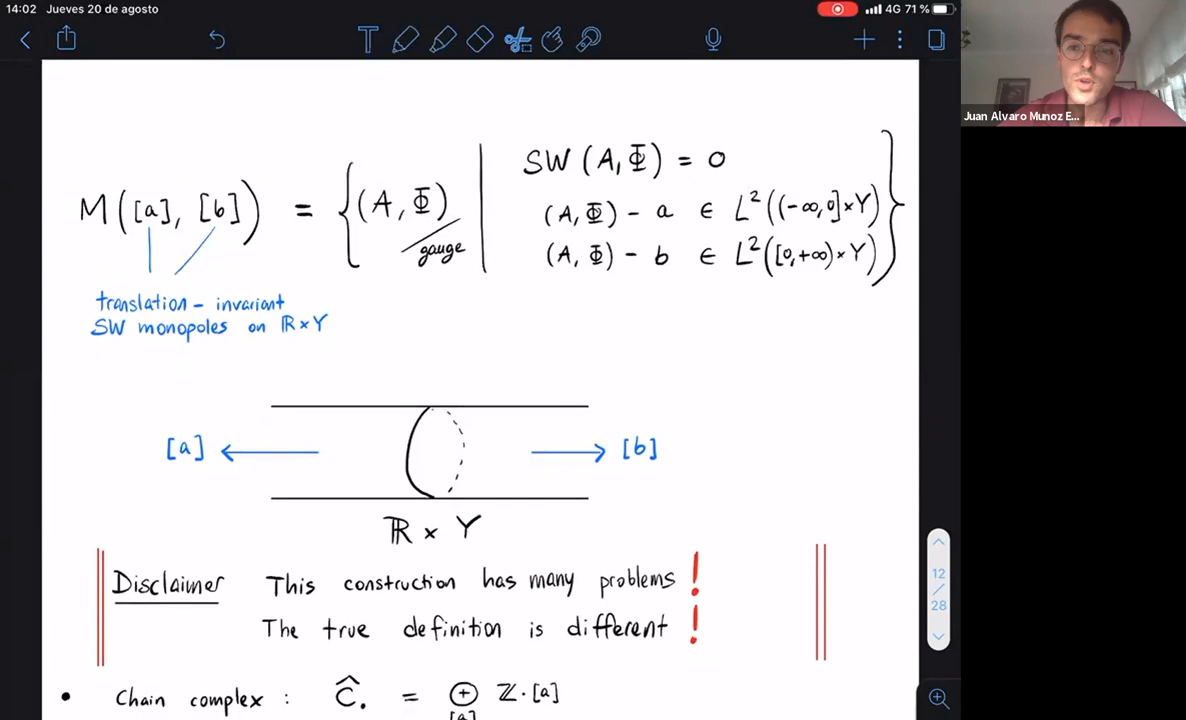 14:02 Jueves 20 de agosto
4G 71 %
Juan Alvaro Munoz E...
M([a], [b]) = {(A, Φ)/gauge | SW(A, Φ) = 0
(A, Φ) - a ∈ L²((-∞, 0]×Y)
(A, Φ) - b ∈ L²([0, +∞)×Y)}
translation - invariant
SW monopoles on ℝ×Y
[a] ← → [b]
ℝ × Y
Disclaimer This construction has many problems !
The true definition is different !
• Chain complex : Ĉ. = ⊕ ℤ·[a]
[a]
12
/
28